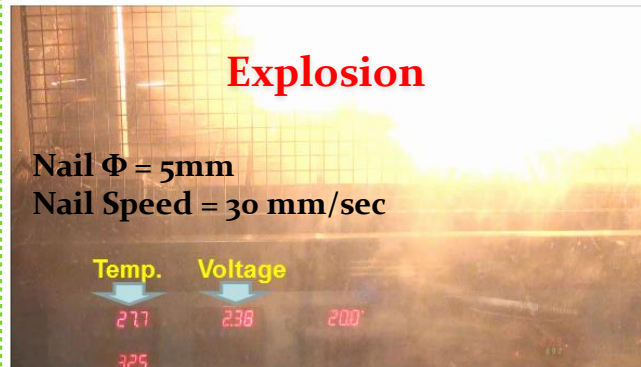 Explosion
Nail Φ = 5mm
Nail Speed = 30 mm/sec
Temp. Voltage
27.7 2.38 20.0
325